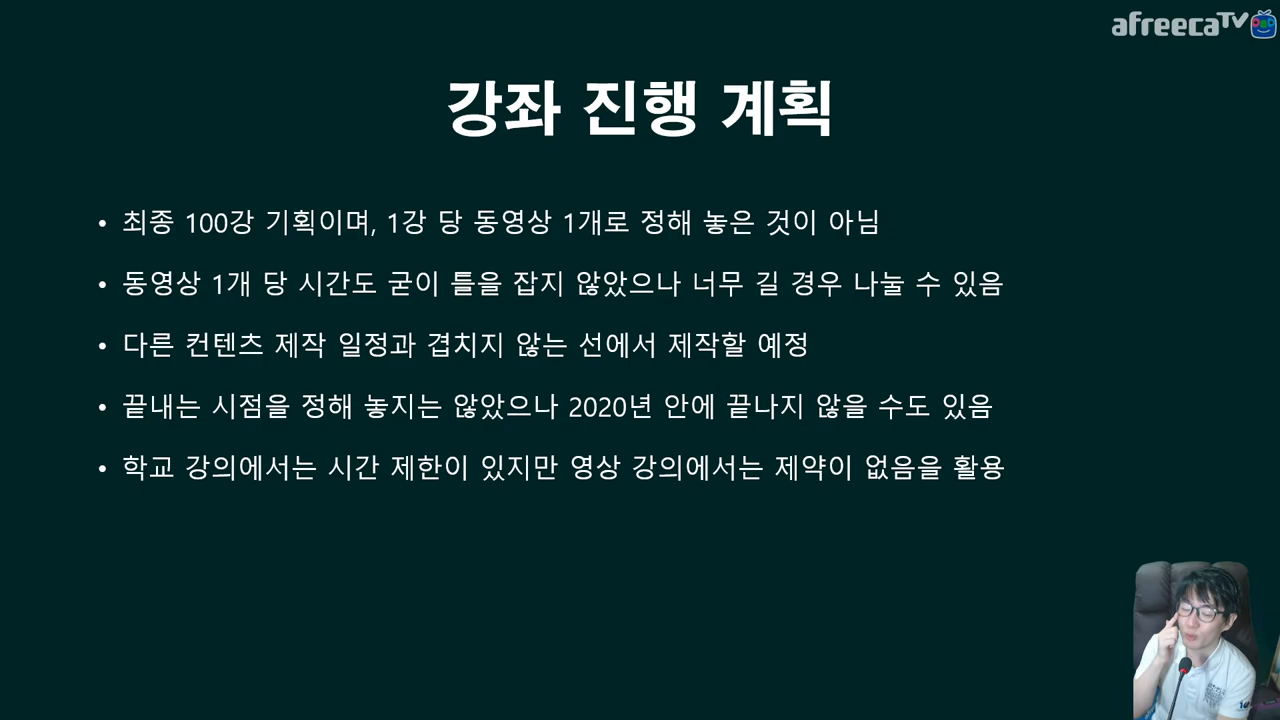 afreecaTV
강좌 진행 계획
• 최종 100강 기획이며, 1강 당 동영상 1개로 정해 놓은 것이 아님
• 동영상 1개 당 시간도 굳이 틀을 잡지 않았으나 너무 길 경우 나눌 수 있음
• 다른 컨텐츠 제작 일정과 겹치지 않는 선에서 제작할 예정
• 끝내는 시점을 정해 놓지는 않았으나 2020년 안에 끝나지 않을 수도 있음
• 학교 강의에서는 시간 제한이 있지만 영상 강의에서는 제약이 없음을 활용